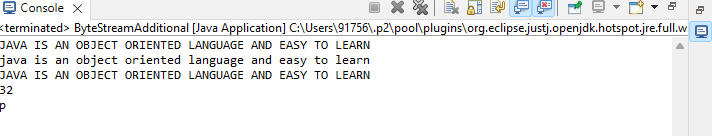 Console
<terminated> ByteStreamAdditional [Java Application] C:\Users\91756\.p2\pool\plugins\org.eclipse.justj.openjdk.hotspot.jre.full.w
JAVA IS AN OBJECT ORIENTED LANGUAGE AND EASY TO LEARN
java is an object oriented language and easy to learn
JAVA IS AN OBJECT ORIENTED LANGUAGE AND EASY TO LEARN
32
p